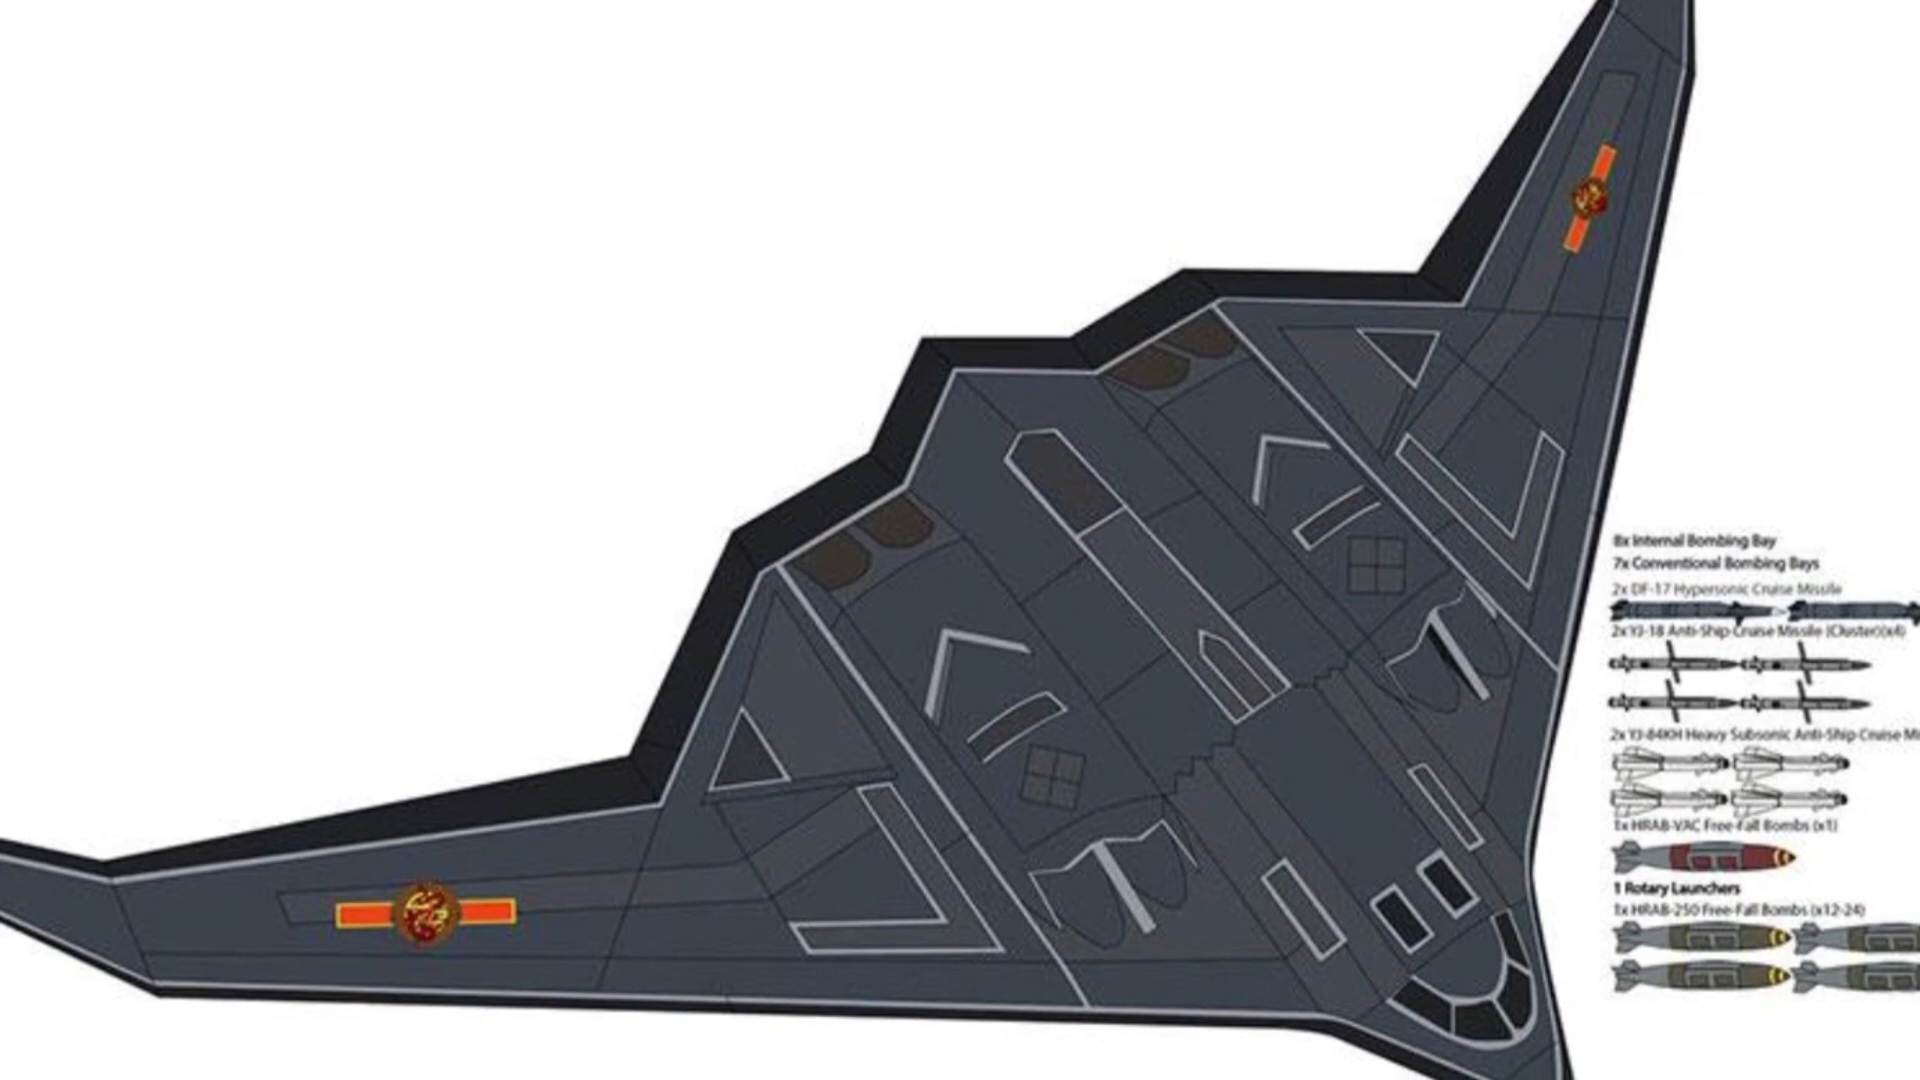 8x Internal Bombing Bay
7x Conventional Bombing Bays
2x DF-17 Hypersonic Cruise Missile
2x YJ-18 Anti-Ship Cruise Missile (Cluster)(x4)
2x YJ-84KH Heavy Subsonic Anti-Ship Cruise Mi
1x HRAB-VAC Free-Fall Bombs (x1)
1 Rotary Launchers
1x HRAB-250 Free-Fall Bombs (x12-24)